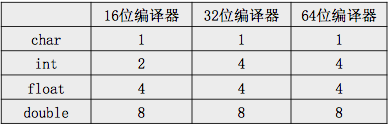 16位编译器 32位编译器 64位编译器
char 1 1 1
int 2 4 4
float 4 4 4
double 8 8 8